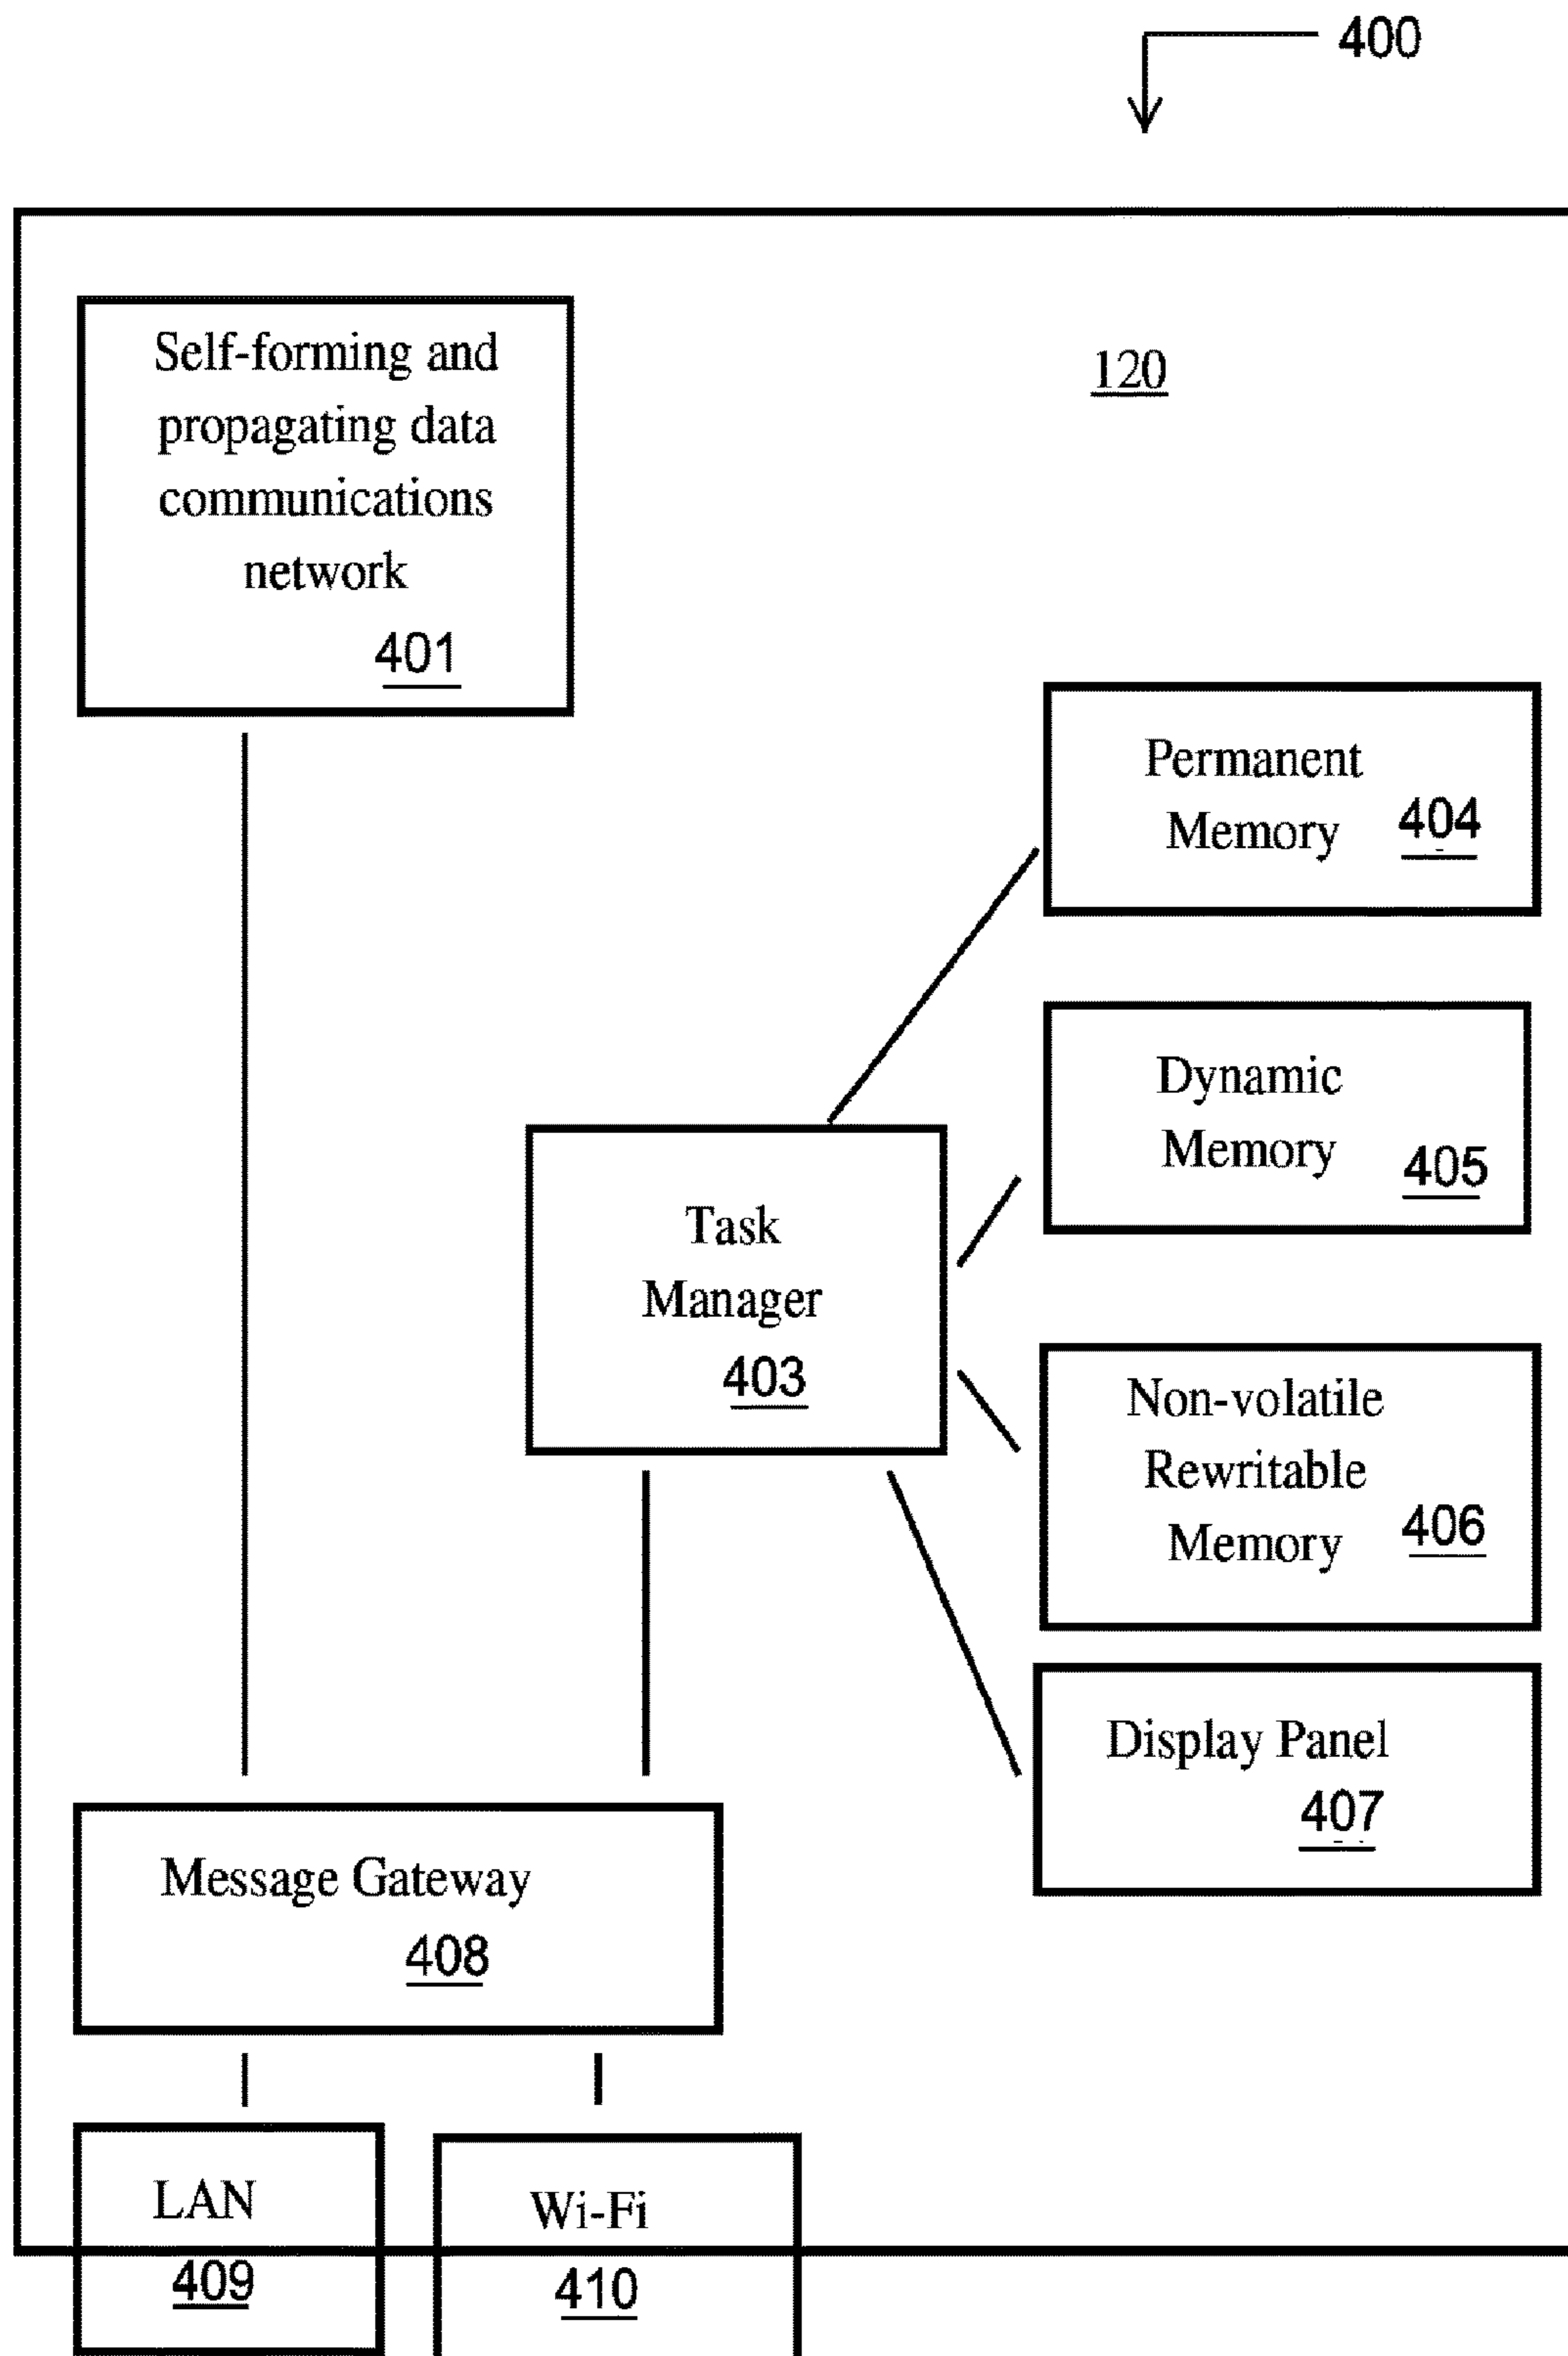 400
Self-forming and
propagating data
communications
network
401
120
Permanent
Memory 404
Dynamic
Memory 405
Task
Manager
403
Non-volatile
Rewritable
Memory 406
Display Panel
407
Message Gateway
408
LAN
409
Wi-Fi
410